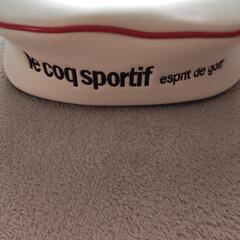 le coq sportif esprit de golf